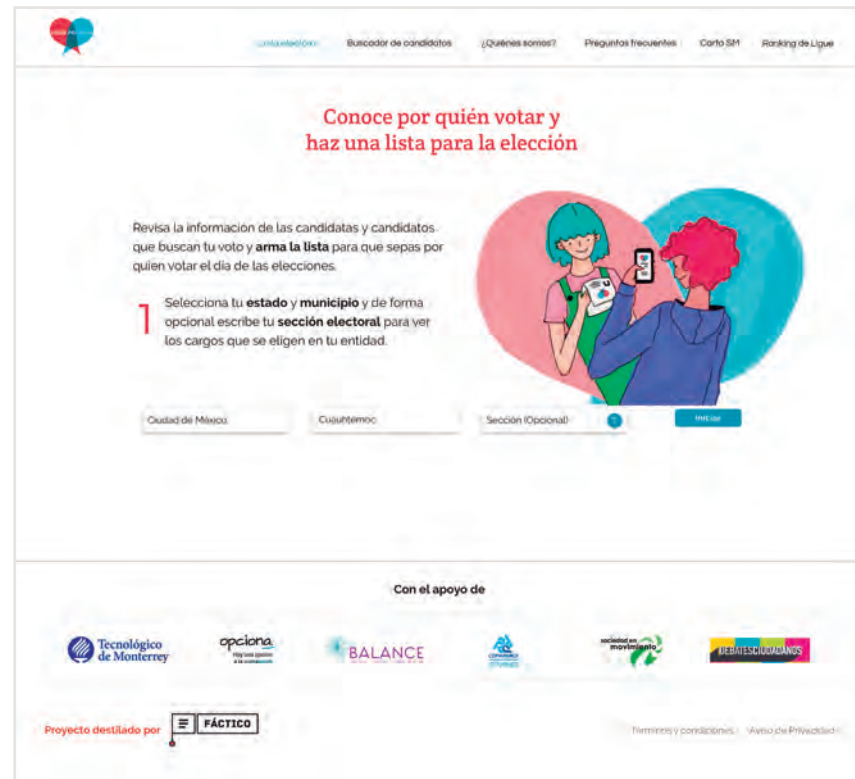 Buscador de candidatos
¿Quiénes somos?
Preguntas frecuentes
Carto SM
Ranking de Ligue
Conoce por quién votar y
haz una lista para la elección
Revisa la información de las candidatas y candidatos
que buscan tu voto y arma la lista para que sepas por
quien votar el día de las elecciones.
1
Selecciona tu estado y municipio y de forma
opcional escribe tu sección electoral para ver
los cargos que se eligen en tu entidad.
Ciudad de México
Cuauhtemoc
Sección (Opcional)
?
Iniciar
Con el apoyo de
Tecnológico
de Monterrey
opciona
BALANCE
sociedad en
movimiento
DEBATESCIUDADANOS
Proyecto destilado por
FÁCTICO
Términos y condiciones
Aviso de Privacidad